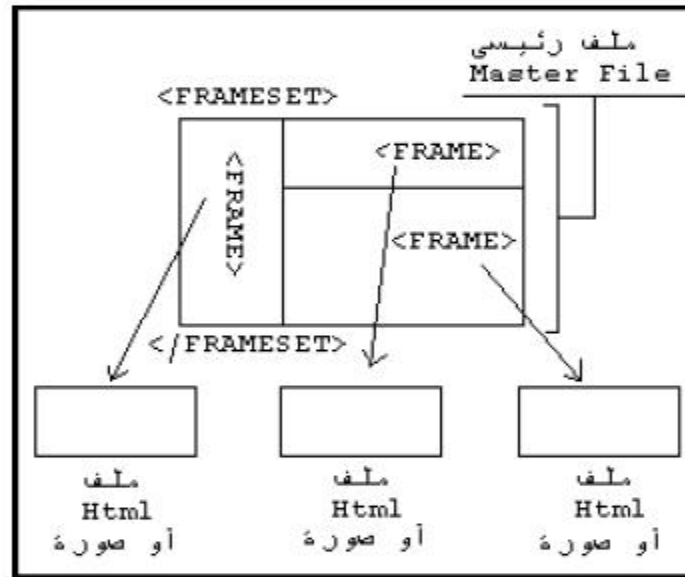 ملف رئيسى
Master File
<FRAMESET>
<FRAME>
<FRAME>
<FRAME>
</FRAMESET>
ملف
Html
أو صورة
ملف
Html
أو صورة
ملف
Html
أو صورة